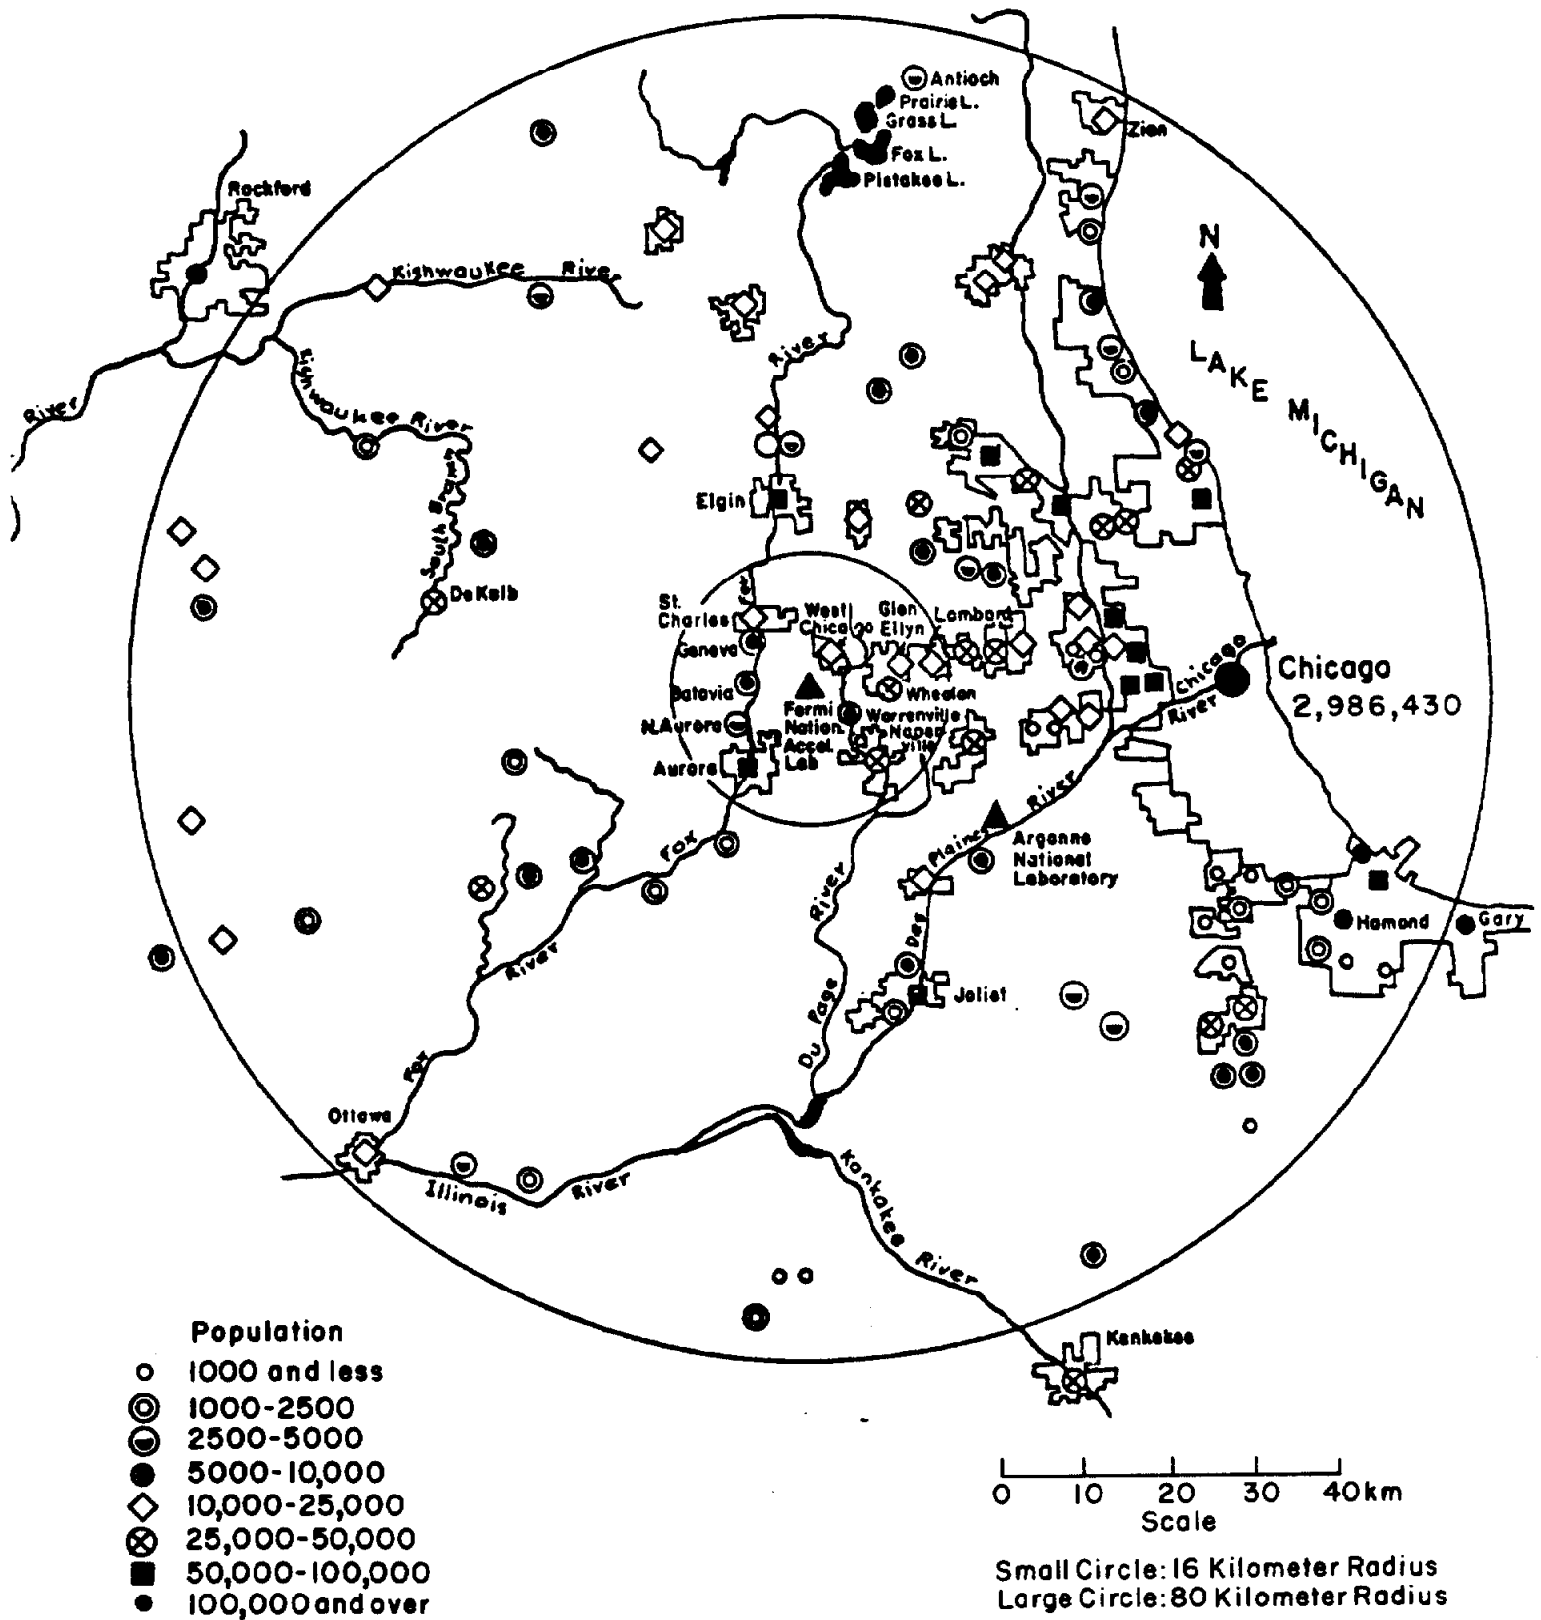 Antioch
Prairie L.
Grass L.
Fox L.
Pistakee L.
Zion
Rockford
N
Kishwaukee River
LAKE MICHIGAN
River
River
Kishwaukee River
South Branch
Elgin
DeKalb
Fox
St.
Charles
West
Chicago
Glen
Ellyn
Lombard
Geneva
Batavia
Wheaton
Fermi
Nation.
Accel.
Lab
Warrenville
Naper
ville
N.Aurora
Aurora
Chicago
River
Chicago
2,986,430
Fox
River
Des Plaines River
Argonne
National
Laboratory
Hamond
Gary
Joliet
Du Page River
Fox
Ottawa
Illinois River
Kankakee River
Kankakee
Population
1000 and less
1000-2500
2500-5000
5000-10,000
10,000-25,000
25,000-50,000
50,000-100,000
100,000 and over
0 10 20 30 40km
Scale
Small Circle: 16 Kilometer Radius
Large Circle: 80 Kilometer Radius